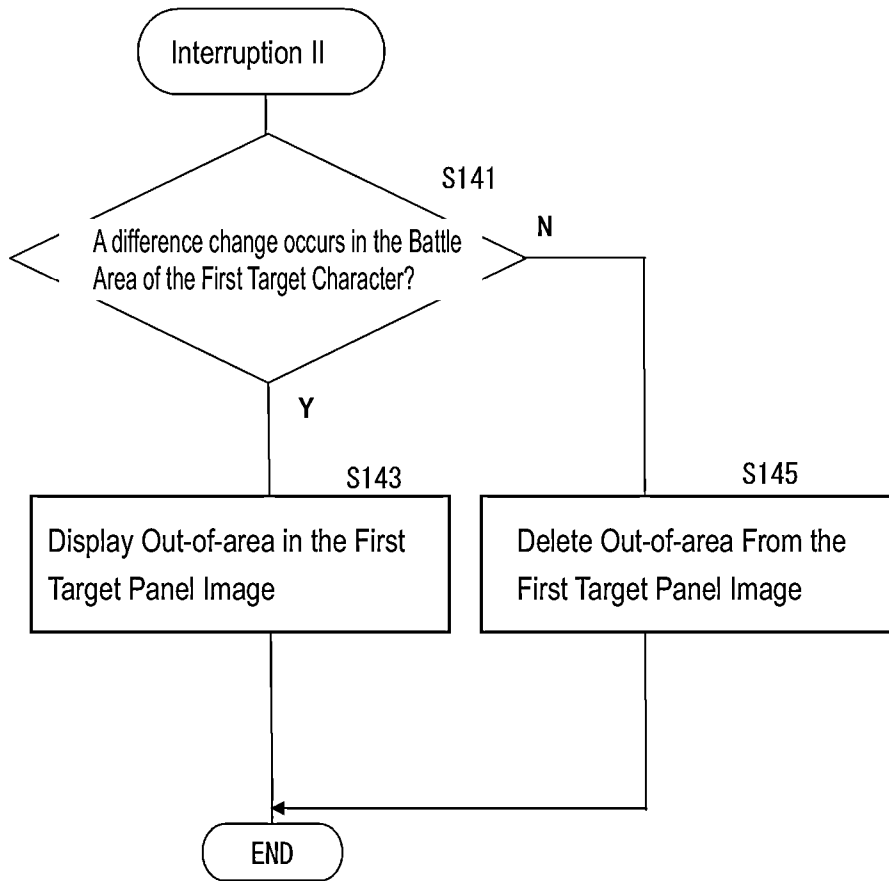 Interruption II
S141
A difference change occurs in the Battle
Area of the First Target Character?
N
Y
S143
Display Out-of-area in the First
Target Panel Image
S145
Delete Out-of-area From the
First Target Panel Image
END